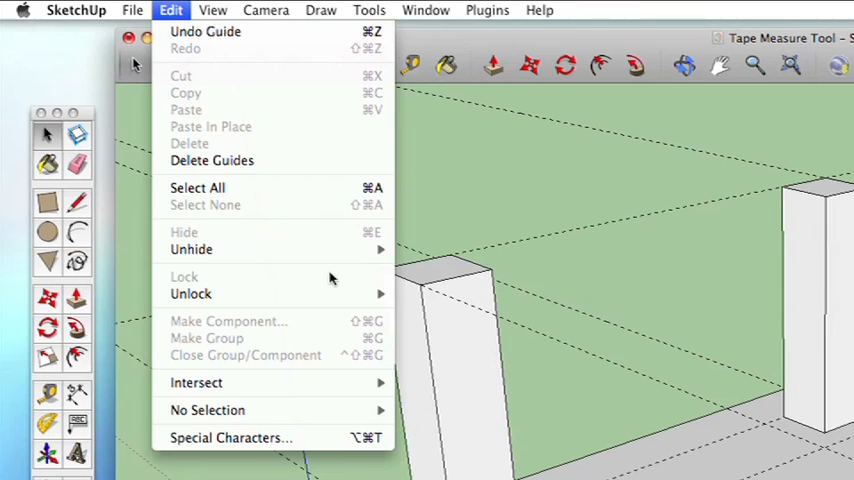 SketchUp File Edit View Camera Draw Tools Window Plugins Help
Tape Measure Tool - S
Undo Guide ⌘Z
Redo ⇧⌘Z
Cut ⌘X
Copy ⌘C
Paste ⌘V
Paste In Place
Delete
Delete Guides
Select All ⌘A
Select None ⇧⌘A
Hide ⌘E
Unhide
Lock
Unlock
Make Component... ⇧⌘G
Make Group ⌘G
Close Group/Component ^⇧⌘G
Intersect
No Selection
Special Characters... ⌥⌘T